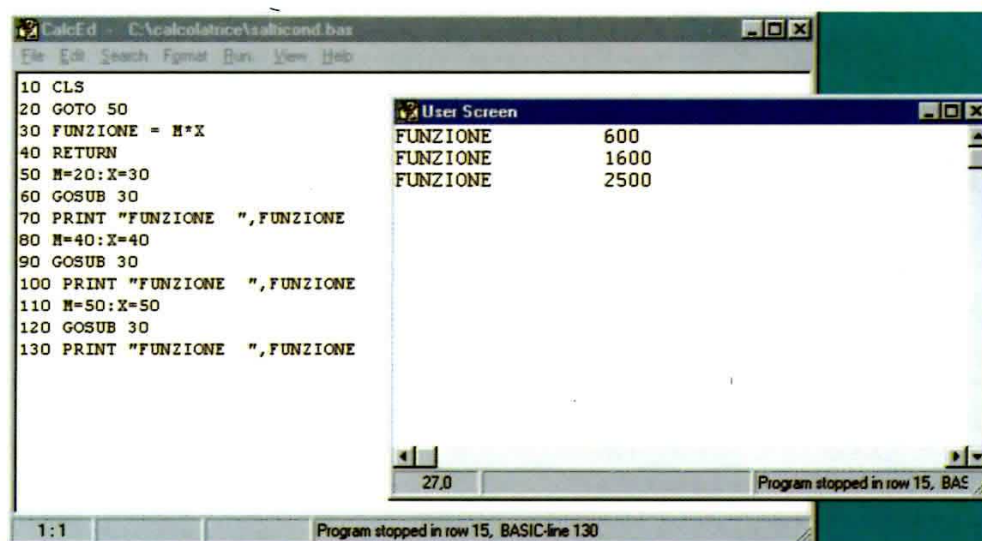 CalcEd - C:\calcolatrice\salticond.bas
File Edit Search Format Run View Help
10 CLS
20 GOTO 50
30 FUNZIONE = M*X
40 RETURN
50 M=20:X=30
60 GOSUB 30
70 PRINT "FUNZIONE ",FUNZIONE
80 M=40:X=40
90 GOSUB 30
100 PRINT "FUNZIONE ",FUNZIONE
110 M=50:X=50
120 GOSUB 30
130 PRINT "FUNZIONE ",FUNZIONE
1:1 Program stopped in row 15, BASIC-line 130
User Screen
FUNZIONE 600
FUNZIONE 1600
FUNZIONE 2500
27,0 Program stopped in row 15, BAS